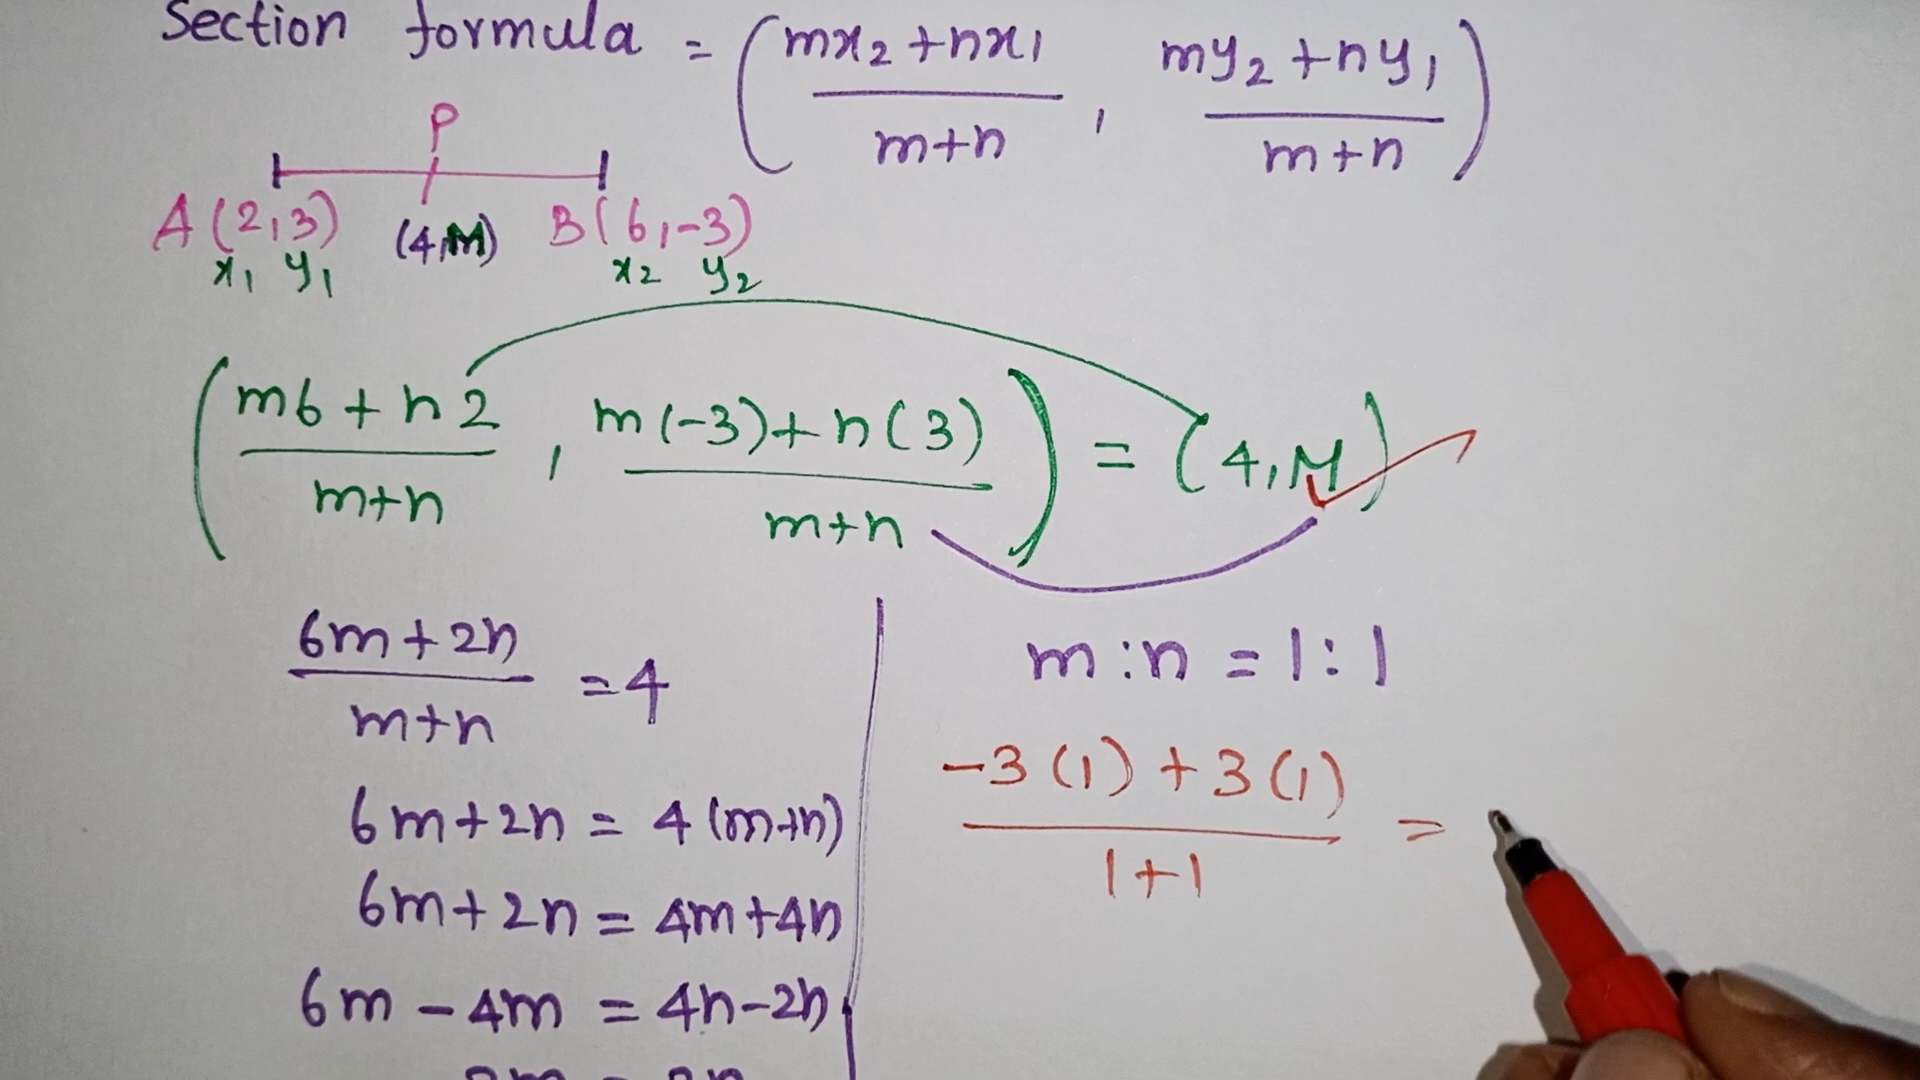 Section formula = (mx₂+nx₁/m+n, my₂+ny₁/m+n)
P
A(2,3) (4,M) B(6,-3)
x₁ y₁ x₂ y₂
(m6+n2/m+n, m(-3)+n(3)/m+n) = (4,M)
6m+2n/m+n =4
6m+2n = 4(m+n)
6m+2n = 4m+4n
6m-4m = 4n-2n
2m = 2n
m:n = 1:1
-3(1)+3(1)/1+1 =